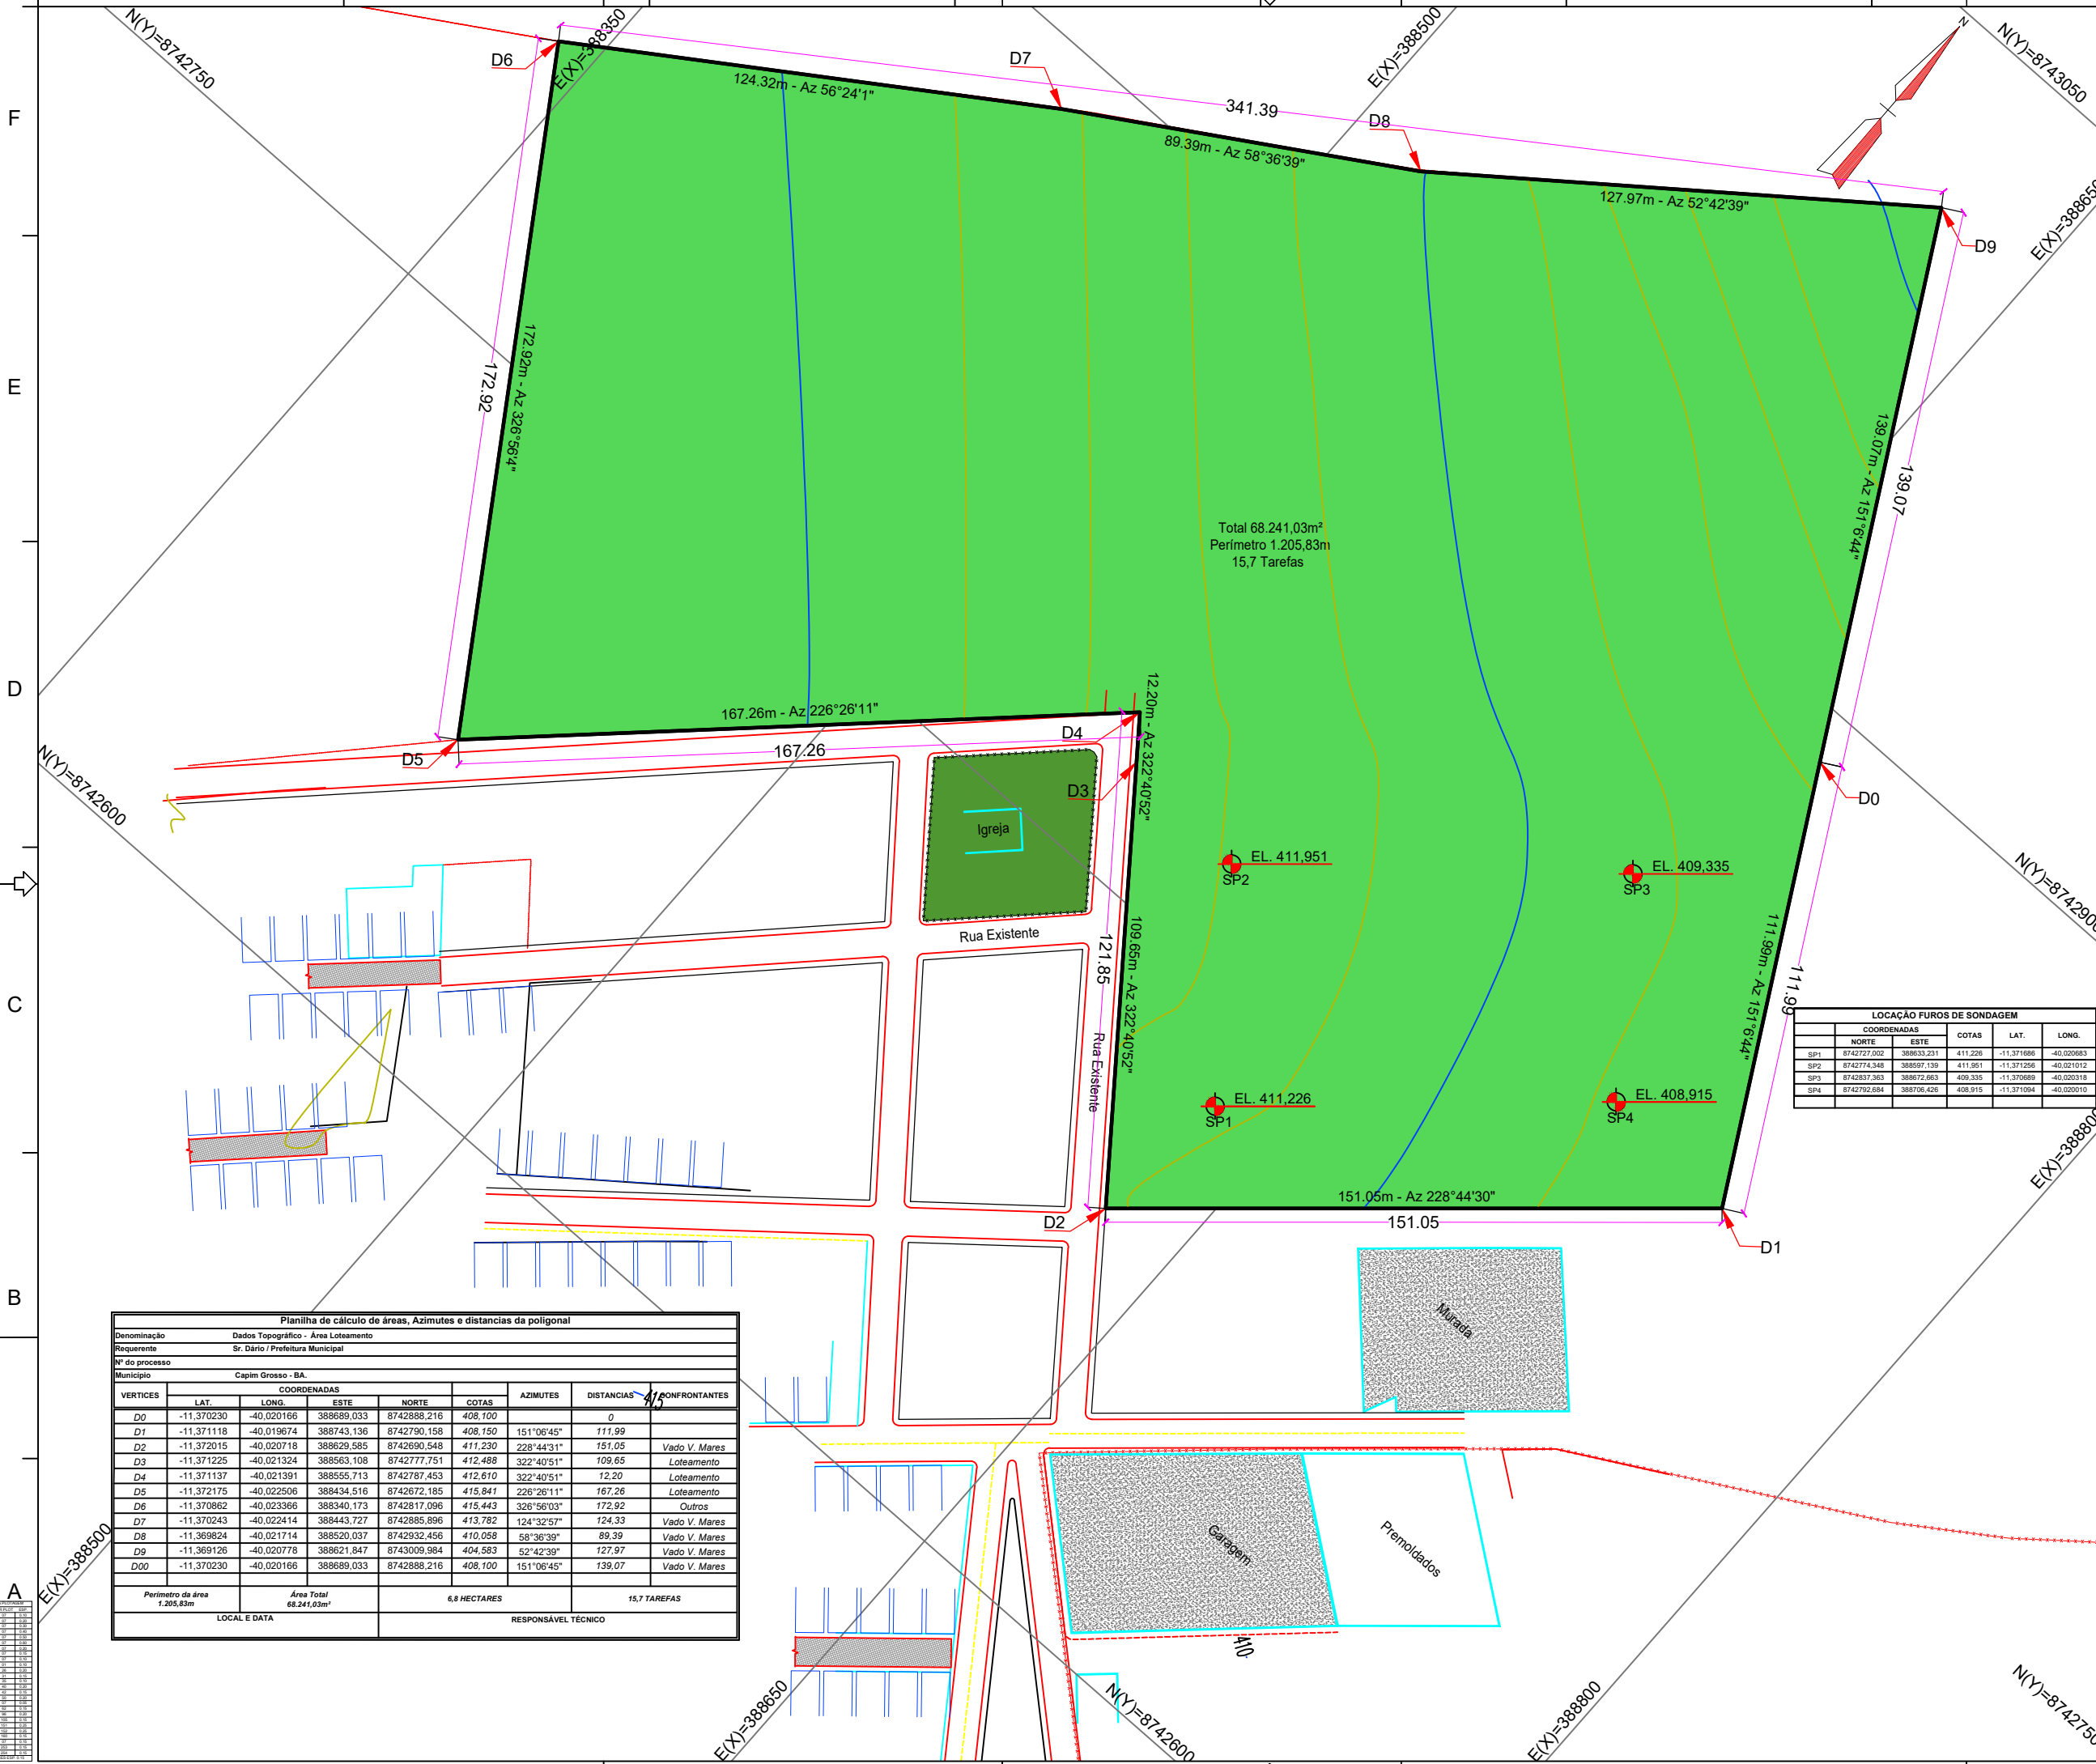 N(Y)=8742750
E(X)=388350
E(X)=388500
N(Y)=8743050
N
D6
D7
D8
D9
F
124.32m - Az 56°24'1"
341.39
89.39m - Az 58°36'39"
127.97m - Az 52°42'39"
E(X)=388650
E
172.92
172.92m - Az 326°56'4"
139.07m - Az 151°6'44"
139.07
Total 68.241,03m²
Perímetro 1.205,83m
15,7 Tarefas
D
167.26m - Az 226°26'11"
12.20m - Az 322°40'52"
D5
167.26
D4
D3
D0
N(Y)=8742600
Igreja
EL. 411,951
SP2
EL. 409,335
SP3
N(Y)=8742900
Rua Existente
C
121.85
109.65m - Az 322°40'52"
Rua Existente
111.99m - Az 151°6'44"
111.99
EL. 411,226
SP1
EL. 408,915
SP4
LOCAÇÃO FUROS DE SONDAGEM
COORDENADAS COTAS LAT. LONG.
NORTE ESTE
SP1 8742727,002 388633,231 411,226 -11,371686 -40,020683
SP2 8742774,348 388597,139 411,951 -11,371256 -40,021012
SP3 8742837,363 388672,663 409,335 -11,370689 -40,020318
SP4 8742792,684 388706,426 408,915 -11,371094 -40,020010
E(X)=388800
151.05m - Az 228°44'30"
D2
151.05
D1
B
Murada
Planilha de cálculo de áreas, Azimutes e distancias da poligonal
Denominação Dados Topográfico - Área Loteamento
Requerente Sr. Dário / Prefeitura Municipal
Nº do processo
Município Capim Grosso - BA.
VERTICES COORDENADAS AZIMUTES DISTANCIAS CONFRONTANTES
415
LAT. LONG. ESTE NORTE COTAS
D0 -11,370230 -40,020166 388689,033 8742888,216 408,100 0
D1 -11,371118 -40,019674 388743,136 8742790,158 408,150 151°06'45" 111,99
D2 -11,372015 -40,020718 388629,585 8742690,548 411,230 228°44'31" 151,05 Vado V. Mares
D3 -11,371225 -40,021324 388563,108 8742777,751 412,488 322°40'51" 109,65 Loteamento
D4 -11,371137 -40,021391 388555,713 8742787,453 412,610 322°40'51" 12,20 Loteamento
D5 -11,372175 -40,022506 388434,516 8742672,185 415,841 226°26'11" 167,26 Loteamento
D6 -11,370862 -40,023366 388340,173 8742817,096 415,443 326°56'03" 172,92 Outros
D7 -11,370243 -40,022414 388443,727 8742885,896 413,782 124°32'57" 124,33 Vado V. Mares
D8 -11,369824 -40,021714 388520,037 8742932,456 410,058 58°36'39" 89,39 Vado V. Mares
D9 -11,369126 -40,020778 388621,847 8743009,984 404,583 52°42'39" 127,97 Vado V. Mares
D00 -11,370230 -40,020166 388689,033 8742888,216 408,100 151°06'45" 139,07 Vado V. Mares
Perímetro da área Área Total 6,8 HECTARES 15,7 TAREFAS
1.205,83m 68.241,03m²
LOCAL E DATA RESPONSÁVEL TÉCNICO
Garagem
Premoldados
A
E(X)=388500
410
E(X)=388650
N(Y)=8742600
E(X)=388800
N(Y)=8742750